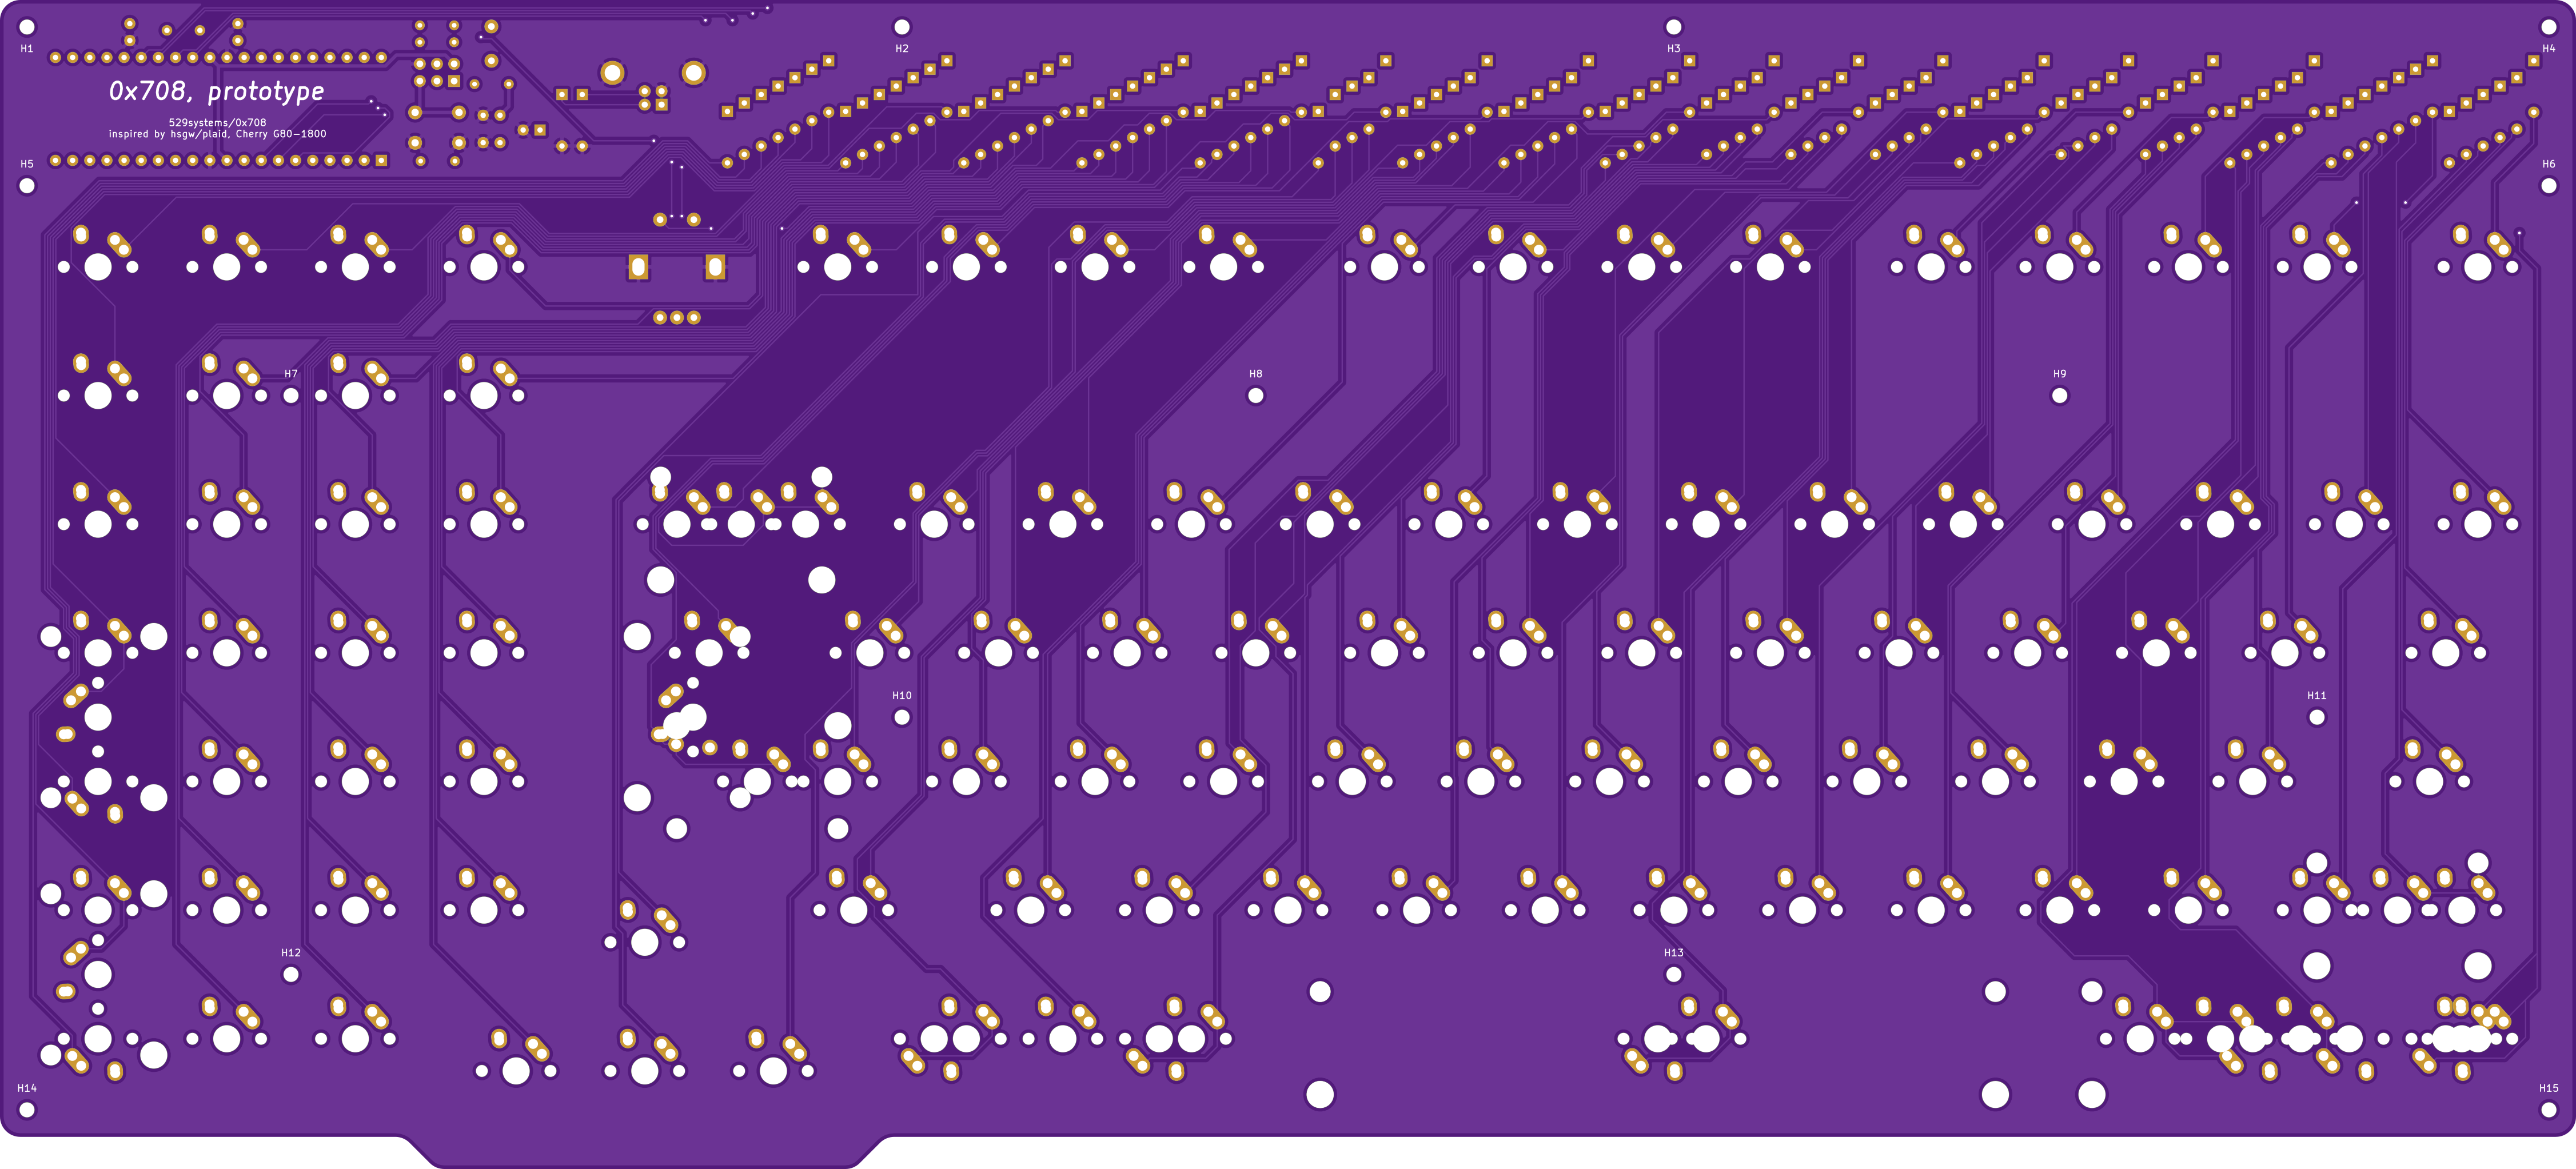 H1
H2
H3
H4
0x708, prototype
529systems/0x708
inspired by hsgw/plaid, Cherry G80-1800
H5
H6
H7
H8
H9
H10
H11
H12
H13
H14
H15